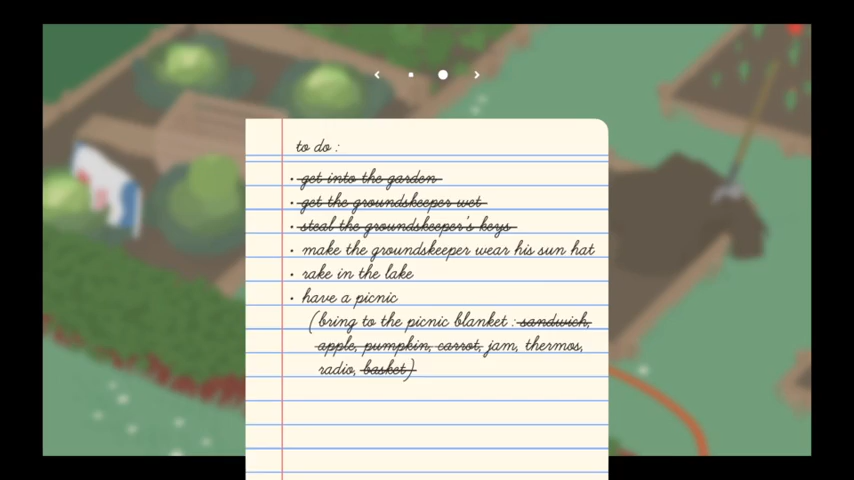 to do :
• get into the garden
• get the groundskeeper wet
• steal the groundskeeper's keys
• make the groundskeeper wear his sun hat
• rake in the lake
• have a picnic
(bring to the picnic blanket : sandwich,
apple, pumpkin, carrot, jam, thermos,
radio, basket)